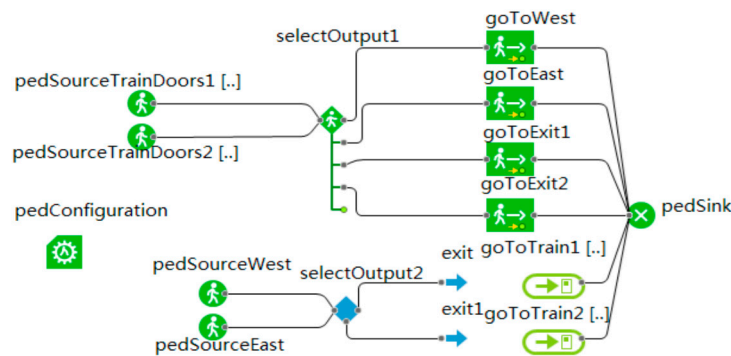 goToWest
selectOutput1
goToEast
pedSourceTrainDoors1 [..]
goToExit1
pedSourceTrainDoors2 [..]
goToExit2
pedConfiguration
pedSink
goToTrain1 [..]
exit
pedSourceWest
selectOutput2
exit1
goToTrain2 [..]
pedSourceEast